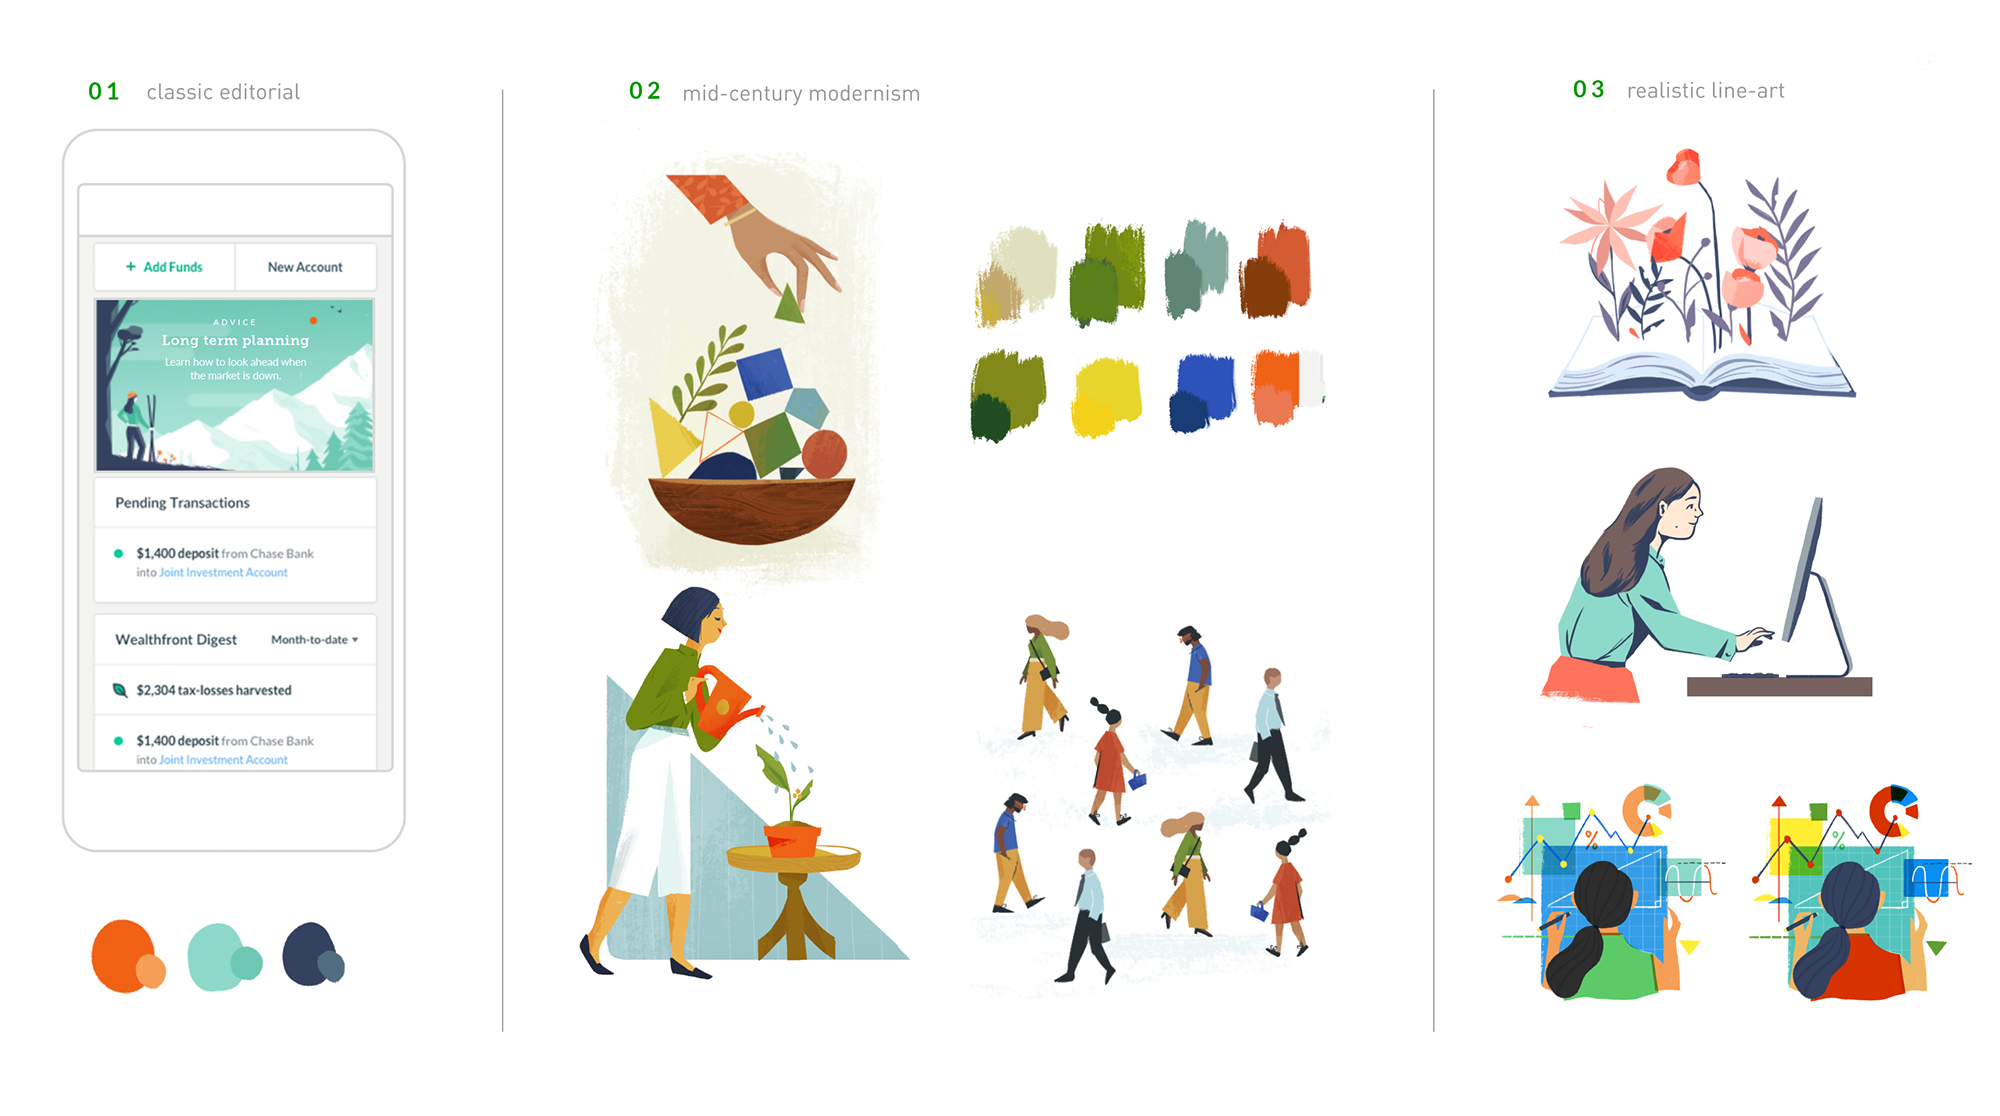 01 classic editorial
+ Add Funds
New Account
ADVICE
Long term planning
Learn how to look ahead when
the market is down.
Pending Transactions
$1,400 deposit from Chase Bank
into Joint Investment Account
Wealthfront Digest
Month-to-date
$2,304 tax-losses harvested
$1,400 deposit from Chase Bank
into Joint Investment Account
02 mid-century modernism
03 realistic line-art
%
%